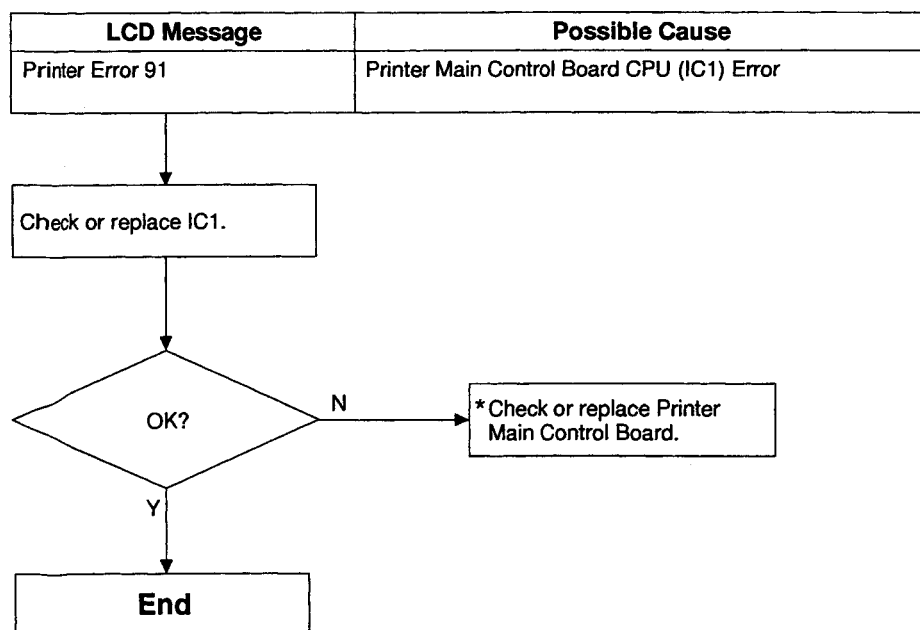 LCD Message Possible Cause
Printer Error 91 Printer Main Control Board CPU (IC1) Error
Check or replace IC1.
OK?
N
*Check or replace Printer
Main Control Board.
Y
End